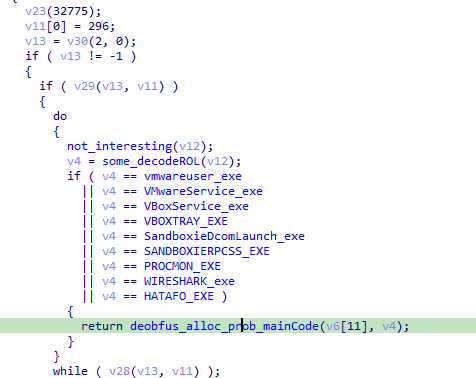 v23(32775);
v11[0] = 296;
v13 = v30(2, 0);
if ( v13 != -1 )
{
if ( v29(v13, v11) )
{
do
{
not_interesting(v12);
v4 = some_decodeROL(v12);
if ( v4 == vmwareuser_exe
|| v4 == VMwareService_exe
|| v4 == VBoxService_exe
|| v4 == VBOXTRAY_EXE
|| v4 == SandboxieDcomLaunch_exe
|| v4 == SANDBOXIERPCSS_EXE
|| v4 == PROCMON_EXE
|| v4 == WIRESHARK_exe
|| v4 == HATAFO_EXE )
{
return deobfus_alloc_prob_mainCode(v6[11], v4);
}
}
while ( v28(v13, v11) );